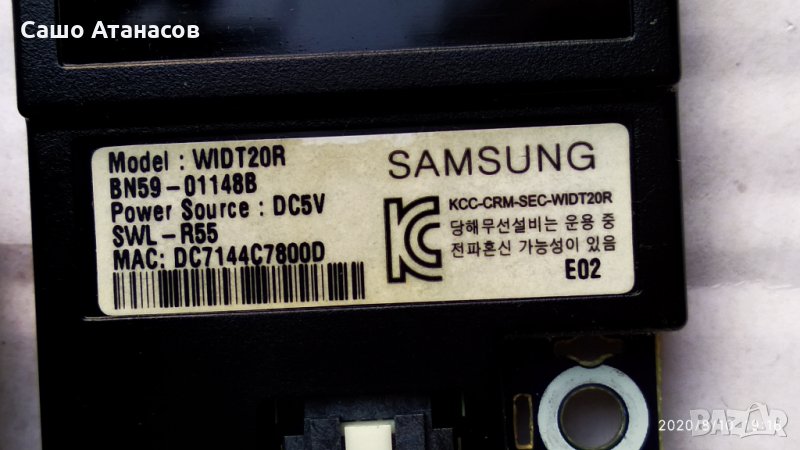 Сашо Атанасов
Model : WIDT20R
BN59-01148B
Power Source : DC5V
SWL-R55
MAC: DC7144C7800D
SAMSUNG
KCC-CRM-SEC-WIDT20R
당해무선설비는 운용 중
전파혼신 가능성이 있음
E02
BAZAR